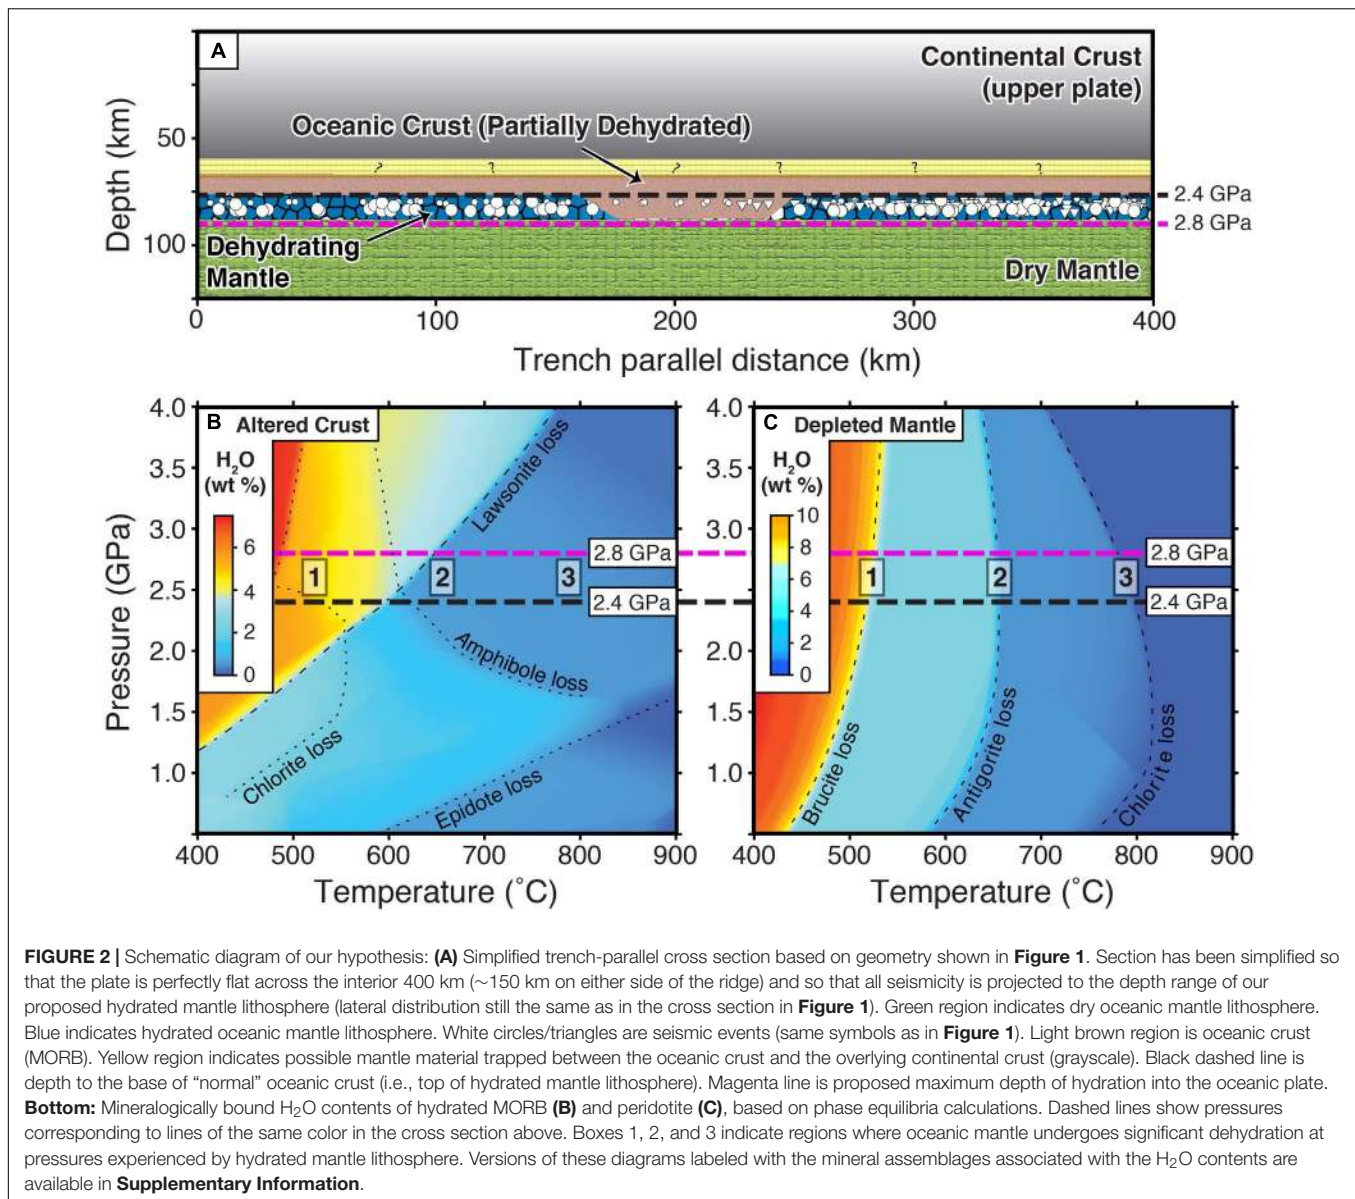 A
Continental Crust
(upper plate)
Oceanic Crust (Partially Dehydrated)
Depth (km)
50
100
2.4 GPa
2.8 GPa
Dehydrating
Mantle
Dry Mantle
? ? ? ? ? ?
0 100 200 300 400
Trench parallel distance (km)
B Altered Crust
H2O
(wt %)
6
4
2
0
Pressure (GPa)
4.0
3.5
3.0
2.5
2.0
1.5
1.0
Lawsonite loss
2.8 GPa
1 2 3
2.4 GPa
Amphibole loss
Chlorite loss
Epidote loss
400 500 600 700 800 900
Temperature (˚C)
C Depleted Mantle
H2O
(wt %)
10
8
6
4
2
0
4.0
3.5
3.0
2.5
2.0
1.5
1.0
2.8 GPa
1 2 3
2.4 GPa
Brucite loss
Antigorite loss
Chlorite loss
400 500 600 700 800 900
Temperature (˚C)
FIGURE 2 | Schematic diagram of our hypothesis: (A) Simplified trench-parallel cross section based on geometry shown in Figure 1. Section has been simplified so
that the plate is perfectly flat across the interior 400 km (∼150 km on either side of the ridge) and so that all seismicity is projected to the depth range of our
proposed hydrated mantle lithosphere (lateral distribution still the same as in the cross section in Figure 1). Green region indicates dry oceanic mantle lithosphere.
Blue indicates hydrated oceanic mantle lithosphere. White circles/triangles are seismic events (same symbols as in Figure 1). Light brown region is oceanic crust
(MORB). Yellow region indicates possible mantle material trapped between the oceanic crust and the overlying continental crust (grayscale). Black dashed line is
depth to the base of “normal” oceanic crust (i.e., top of hydrated mantle lithosphere). Magenta line is proposed maximum depth of hydration into the oceanic plate.
Bottom: Mineralogically bound H2O contents of hydrated MORB (B) and peridotite (C), based on phase equilibria calculations. Dashed lines show pressures
corresponding to lines of the same color in the cross section above. Boxes 1, 2, and 3 indicate regions where oceanic mantle undergoes significant dehydration at
pressures experienced by hydrated mantle lithosphere. Versions of these diagrams labeled with the mineral assemblages associated with the H2O contents are
available in Supplementary Information.